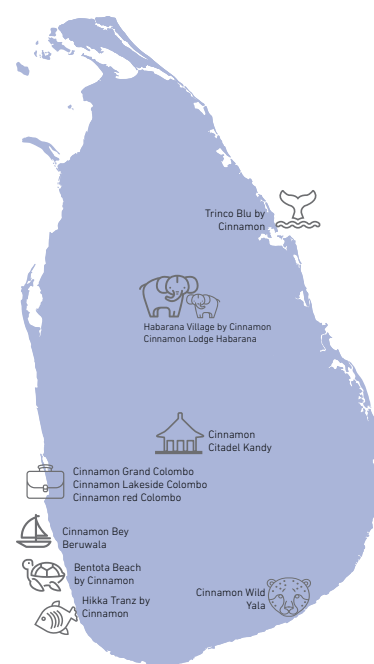 Trinco Blu by
Cinnamon
Habarana Village by Cinnamon
Cinnamon Lodge Habarana
Cinnamon
Citadel Kandy
Cinnamon Grand Colombo
Cinnamon Lakeside Colombo
Cinnamon red Colombo
Cinnamon Bey
Beruwala
Bentota Beach
by Cinnamon
Hikka Tranz by
Cinnamon
Cinnamon Wild
Yala